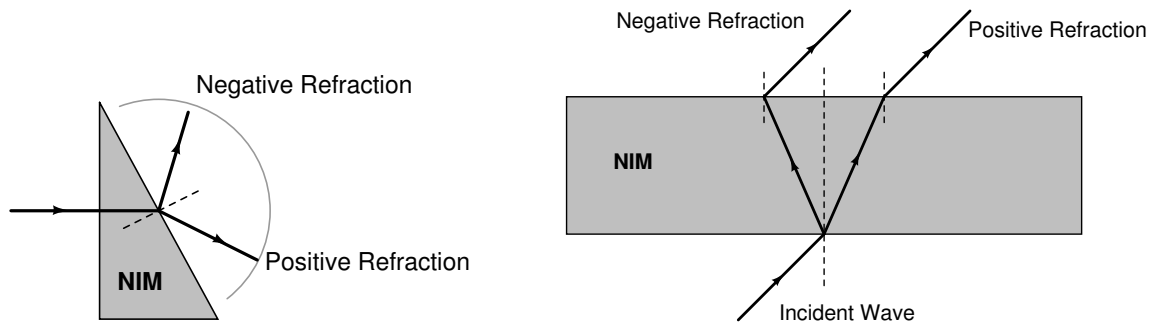 Negative Refraction
Positive Refraction
NIM
Negative Refraction
Positive Refraction
NIM
Incident Wave